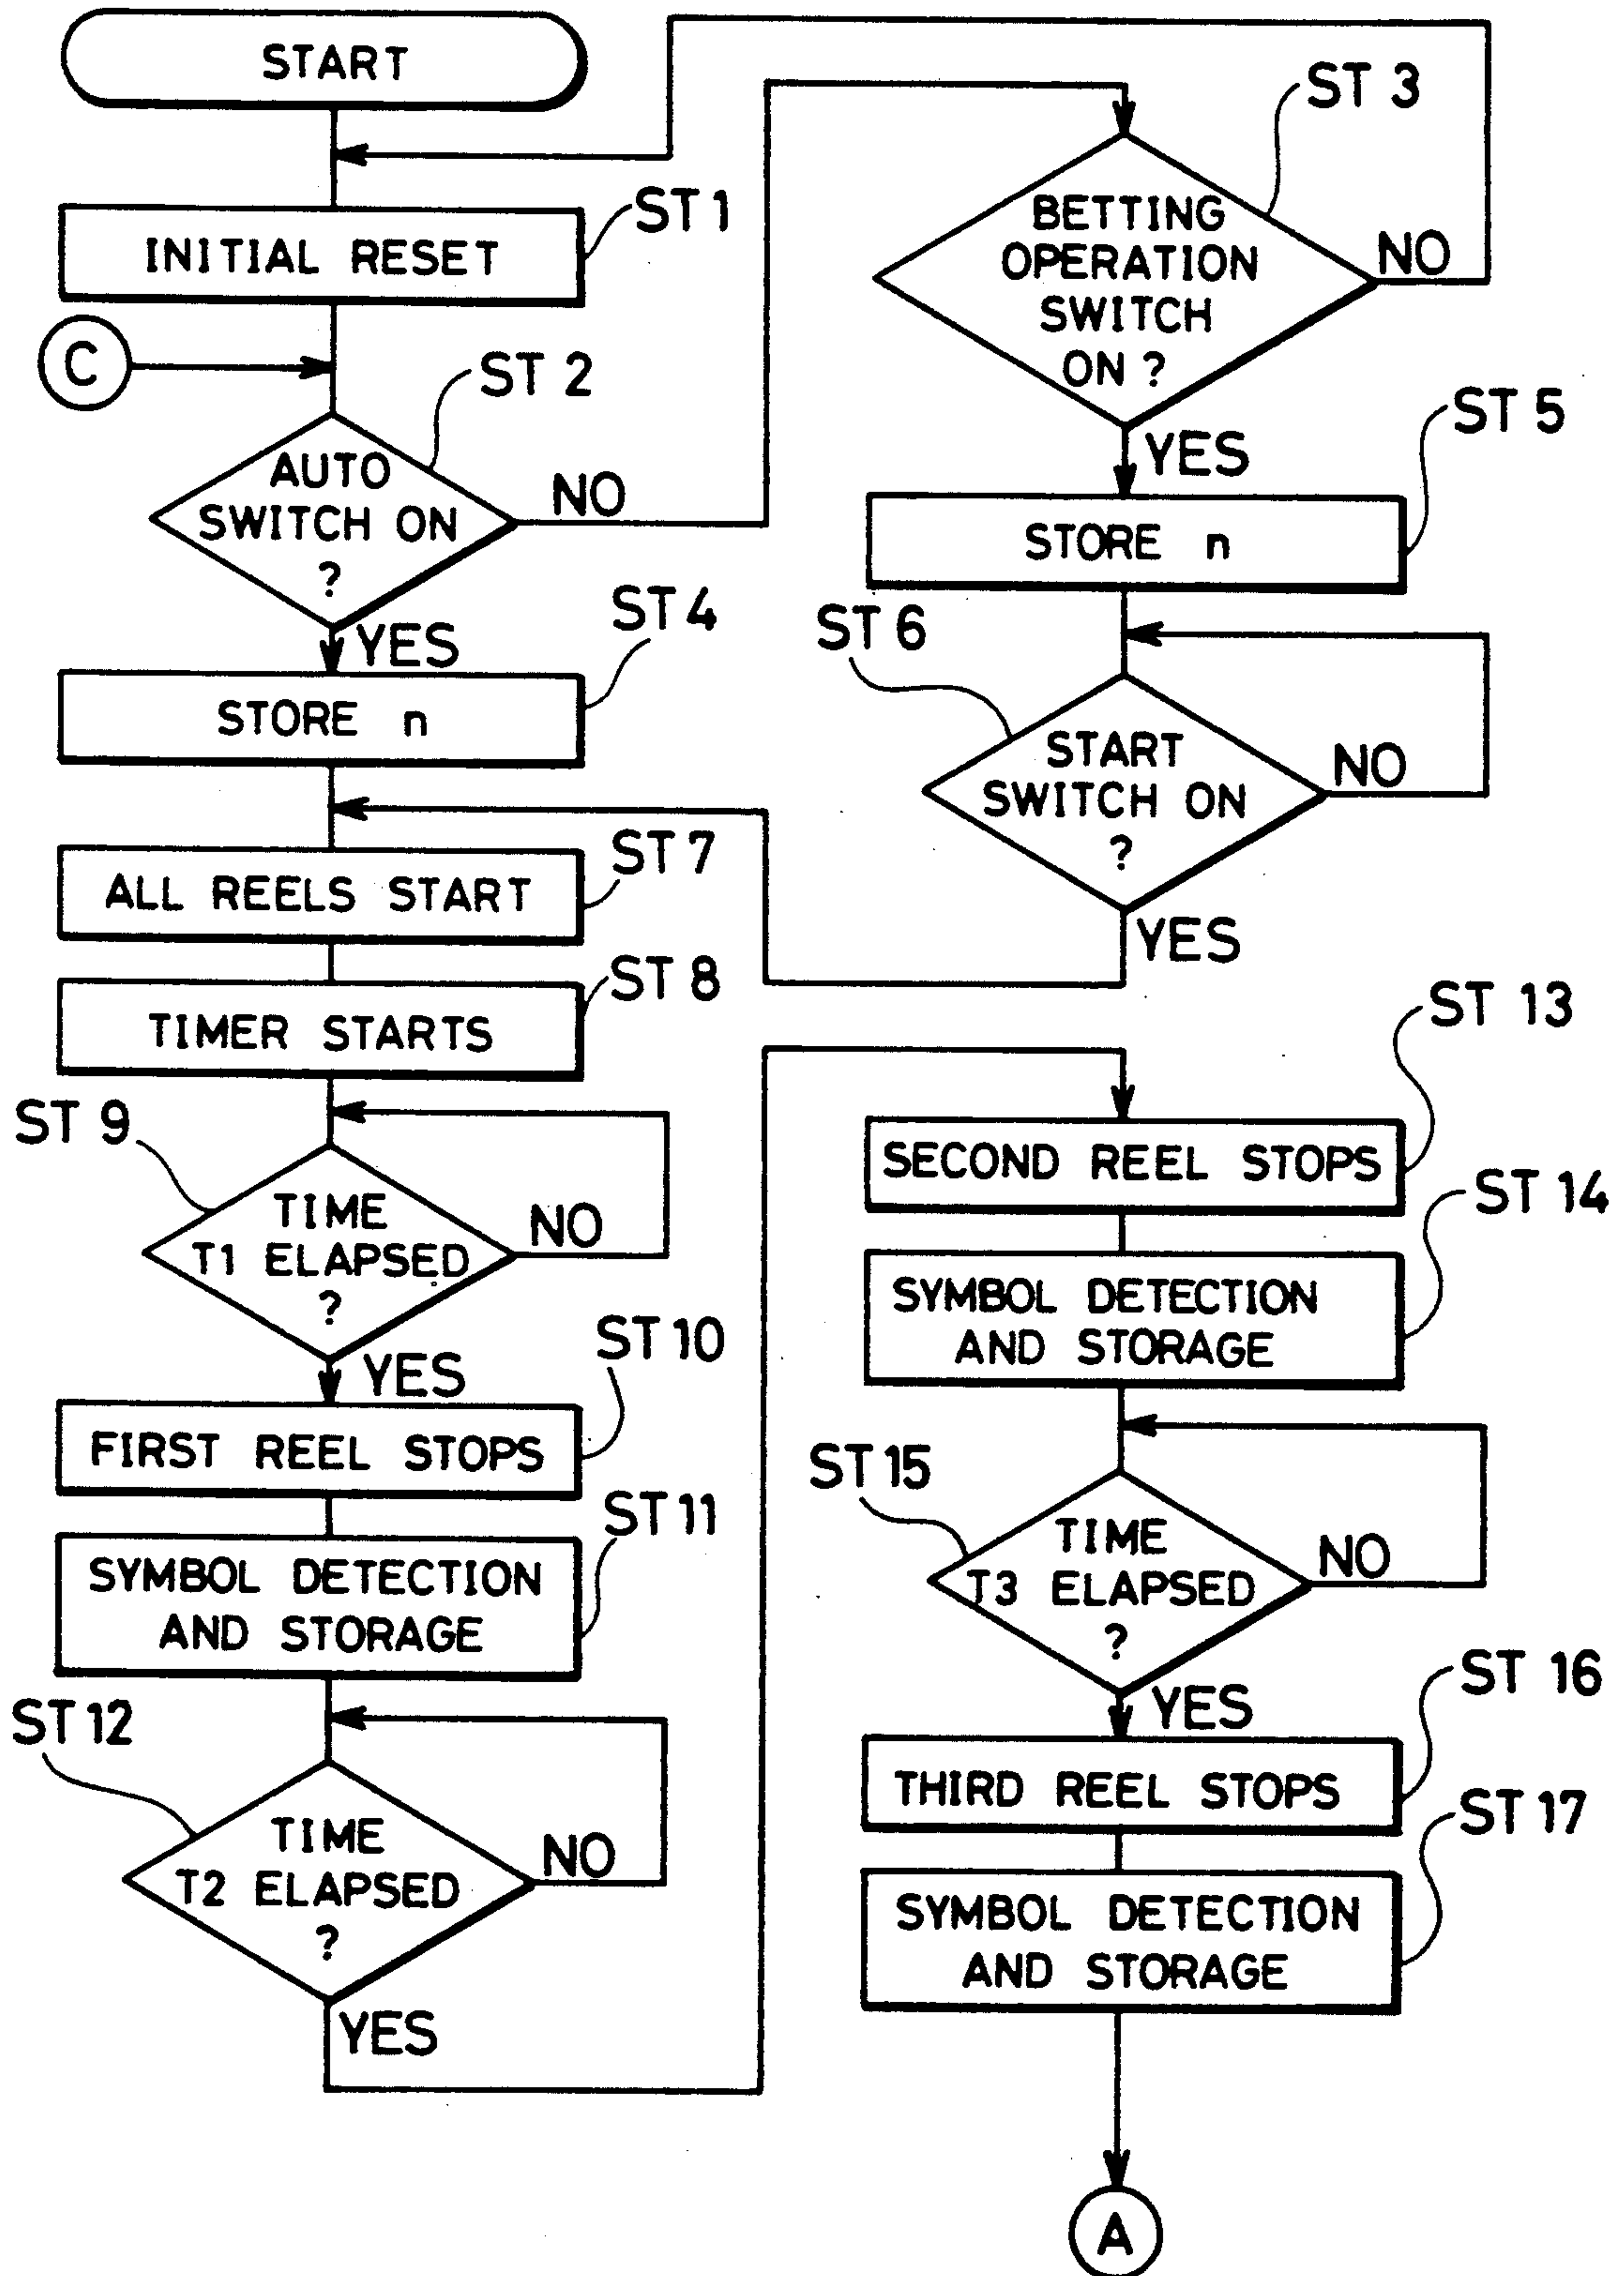 START
INITIAL RESET
ST 1
C
ST 2
AUTO
SWITCH ON
?
NO
YES
ST 4
STORE n
ST 7
ALL REELS START
ST 8
TIMER STARTS
ST 9
TIME
T1 ELAPSED
?
NO
YES
ST 10
FIRST REEL STOPS
ST 11
SYMBOL DETECTION
AND STORAGE
ST 12
TIME
T2 ELAPSED
?
NO
YES
ST 3
BETTING
OPERATION
SWITCH
ON ?
NO
YES
ST 5
STORE n
ST 6
START
SWITCH ON
?
NO
YES
ST 13
SECOND REEL STOPS
ST 14
SYMBOL DETECTION
AND STORAGE
ST 15
TIME
T3 ELAPSED
?
NO
YES
ST 16
THIRD REEL STOPS
ST 17
SYMBOL DETECTION
AND STORAGE
A